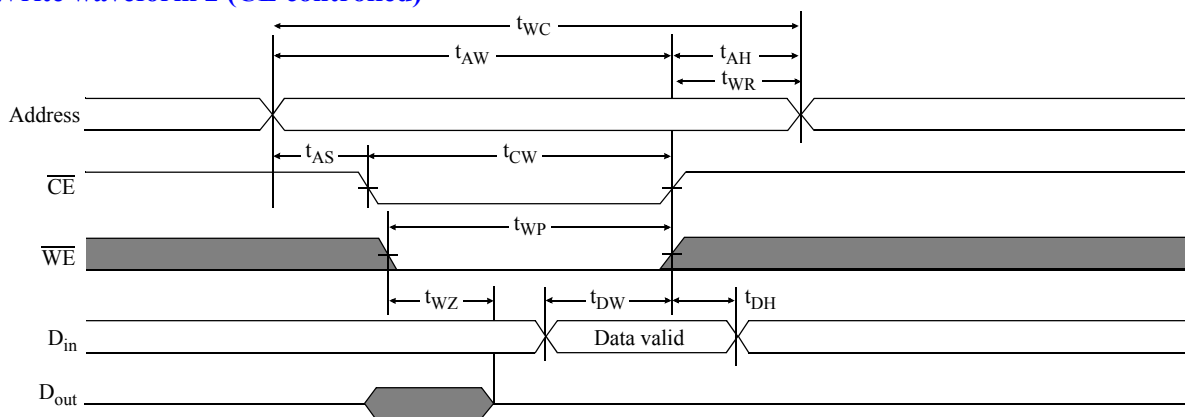 Write waveform 2 (CE controlled)
tWC
tAW
tAH
tWR
Address
tAS
tCW
CE
tWP
WE
tWZ
tDW
tDH
Din
Data valid
Dout